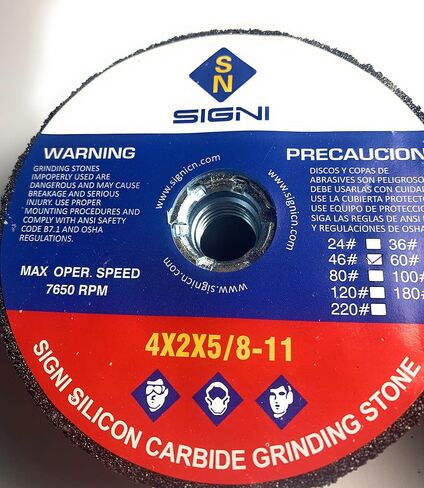 SN
SIGNI
WARNING
GRINDING STONES
IMPOPERLY USED ARE
DANGEROUS AND MAY CAUSE
BREAKAGE AND SERIOUS
INJURY. USE PROPER
MOUNTING PROCEDURES AND
COMPLY WITH ANSI SAFETY
CODE B7.1 AND OSHA
REGULATIONS.
MAX OPER. SPEED
7650 RPM
www.signicn.com
www.signicn.com
www.signicn.com
PRECAUCION
DISCOS Y COPAS DE
ABRASIVES SON PELIGROSO
DEBE USARLAS CON CUIDAD
USE LA CUBIERTA PROTECT
USE EQUIPO DE PROTECCIO
SIGA LAS REGLAS DE ANSI
Y REGULATIONES DE OSHA
24# 36#
46# 60#
80# 100
120# 180
220#
4X2X5/8-11
SIGNI SILICON CARBIDE GRINDING STONE